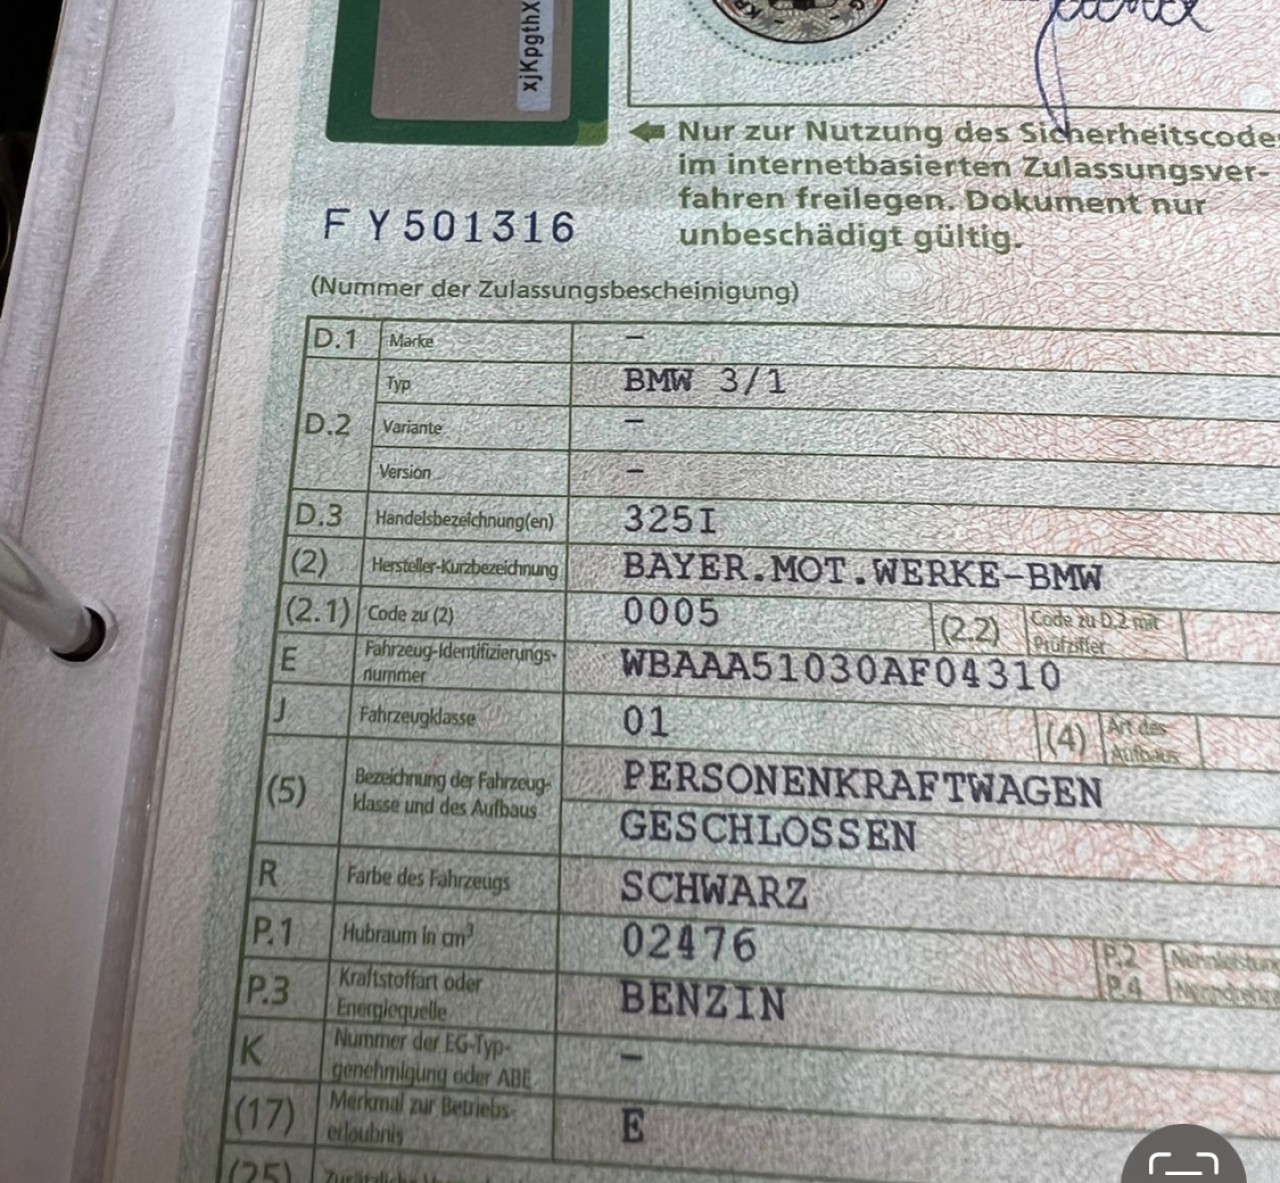 xjKpgthX
Nur zur Nutzung des Sicherheitscode
im internetbasierten Zulassungsver-
fahren freilegen. Dokument nur
unbeschädigt gültig.
FY501316
(Nummer der Zulassungsbescheinigung)
D.1 Marke –
D.2 Typ BMW 3/1
Variante –
Version –
D.3 Handelsbezeichnung(en) 325I
(2) Hersteller-Kurzbezeichnung BAYER.MOT.WERKE-BMW
(2.1) Code zu (2) 0005 (2.2) Code zu D.2 mit
Prüfziffer
E Fahrzeug-Identifizierungs-
nummer WBAAA51030AF04310
J Fahrzeugklasse 01 (4) Art des
Aufbaus
(5) Bezeichnung der Fahrzeug-
klasse und des Aufbaus PERSONENKRAFTWAGEN
GESCHLOSSEN
R Farbe des Fahrzeugs SCHWARZ
P.1 Hubraum in cm³ 02476 P.2 Nennleistung
P.4
P.3 Kraftstoffart oder
Energiequelle BENZIN
K Nummer der EG-Typ-
genehmigung oder ABE –
(17) Merkmal zur Betriebs-
erlaubnis E
(25)